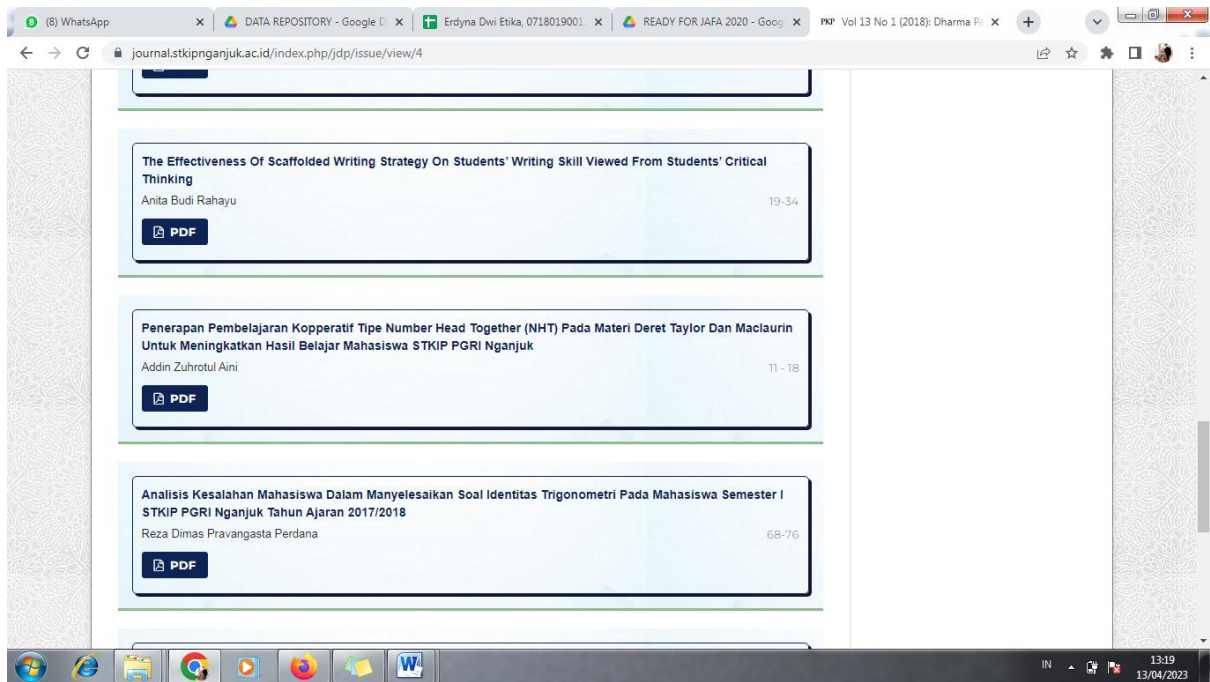 (8) WhatsApp
DATA REPOSITORY - Google D
Erdyna Dwi Etika, 0718019001
READY FOR JAFA 2020 - Goog
PKP Vol 13 No 1 (2018): Dharma Pe
journal.stkipnganjuk.ac.id/index.php/jdp/issue/view/4
The Effectiveness Of Scaffolded Writing Strategy On Students' Writing Skill Viewed From Students' Critical
Thinking
Anita Budi Rahayu
19-34
PDF
Penerapan Pembelajaran Kopperatif Tipe Number Head Together (NHT) Pada Materi Deret Taylor Dan Maclaurin
Untuk Meningkatkan Hasil Belajar Mahasiswa STKIP PGRI Nganjuk
Addin Zuhrotul Aini
11 - 18
PDF
Analisis Kesalahan Mahasiswa Dalam Manyelesaikan Soal Identitas Trigonometri Pada Mahasiswa Semester I
STKIP PGRI Nganjuk Tahun Ajaran 2017/2018
Reza Dimas Pravangasta Perdana
68-76
PDF
IN
13:19
13/04/2023